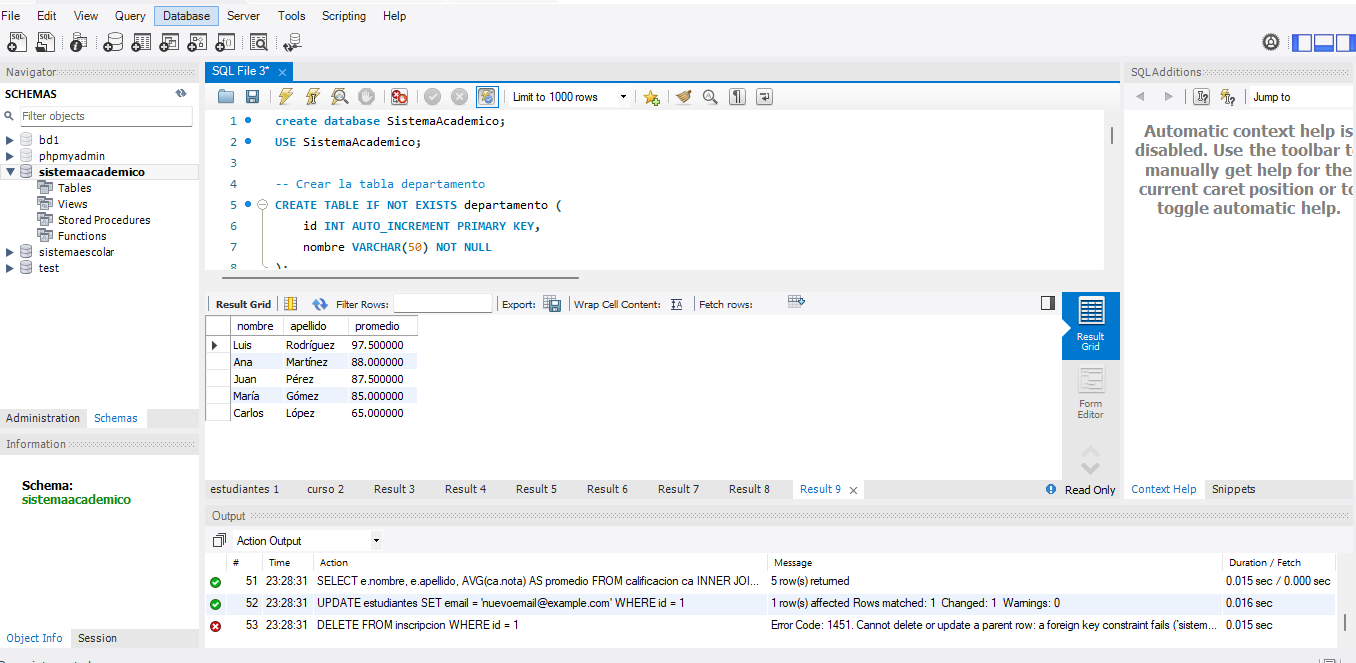 File Edit View Query Database Server Tools Scripting Help
Navigator
SCHEMAS
Filter objects
bd1
phpmyadmin
sistemaacademico
Tables
Views
Stored Procedures
Functions
sistemaescolar
test
Administration Schemas
Information
Schema:
sistemaacademico
Object Info Session
SQL File 3*
Limit to 1000 rows
1 create database SistemaAcademico;
2 USE SistemaAcademico;
3
4 -- Crear la tabla departamento
5 CREATE TABLE IF NOT EXISTS departamento (
6 id INT AUTO_INCREMENT PRIMARY KEY,
7 nombre VARCHAR(50) NOT NULL
8 );
Result Grid Filter Rows: Export: Wrap Cell Content: Fetch rows:
nombre apellido promedio
Luis Rodríguez 97.500000
Ana Martínez 88.000000
Juan Pérez 87.500000
María Gómez 85.000000
Carlos López 65.000000
Result Grid
Form Editor
estudiantes 1 curso 2 Result 3 Result 4 Result 5 Result 6 Result 7 Result 8 Result 9 Read Only
SQLAdditions
Jump to
Automatic context help is
disabled. Use the toolbar t
manually get help for the
current caret position or to
toggle automatic help.
Context Help Snippets
Output
Action Output
# Time Action Message Duration / Fetch
51 23:28:31 SELECT e.nombre, e.apellido, AVG(ca.nota) AS promedio FROM calificacion ca INNER JOI... 5 row(s) returned 0.015 sec / 0.000 sec
52 23:28:31 UPDATE estudiantes SET email = 'nuevoemail@example.com' WHERE id = 1 1 row(s) affected Rows matched: 1 Changed: 1 Warnings: 0 0.016 sec
53 23:28:31 DELETE FROM inscripcion WHERE id = 1 Error Code: 1451. Cannot delete or update a parent row: a foreign key constraint fails (`sistem... 0.015 sec